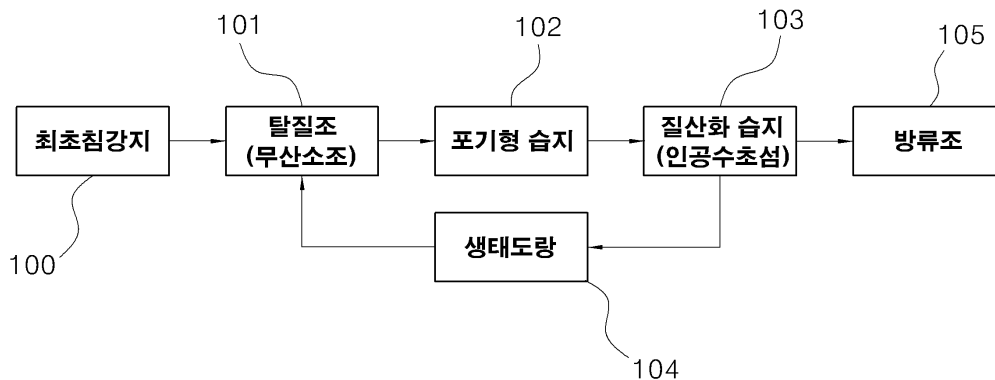 101
102
103
105
최초침강지
탈질조
(무산소조)
포기형 습지
질산화 습지
(인공수초섬)
방류조
생태도랑
100
104